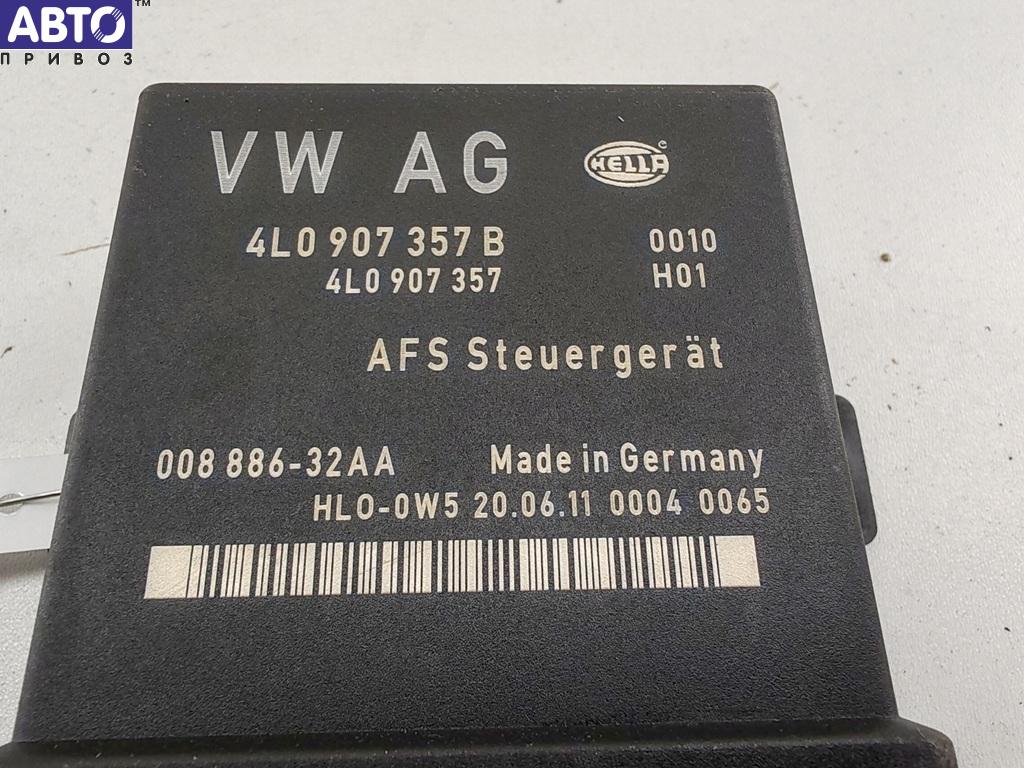 АВТО™
ПРИВОЗ
VW AG
HELLA
4L0 907 357 B 0010
4L0 907 357 H01
AFS Steuergerät
008 886-32AA Made in Germany
HLO-0W5 20.06.11 0004 0065